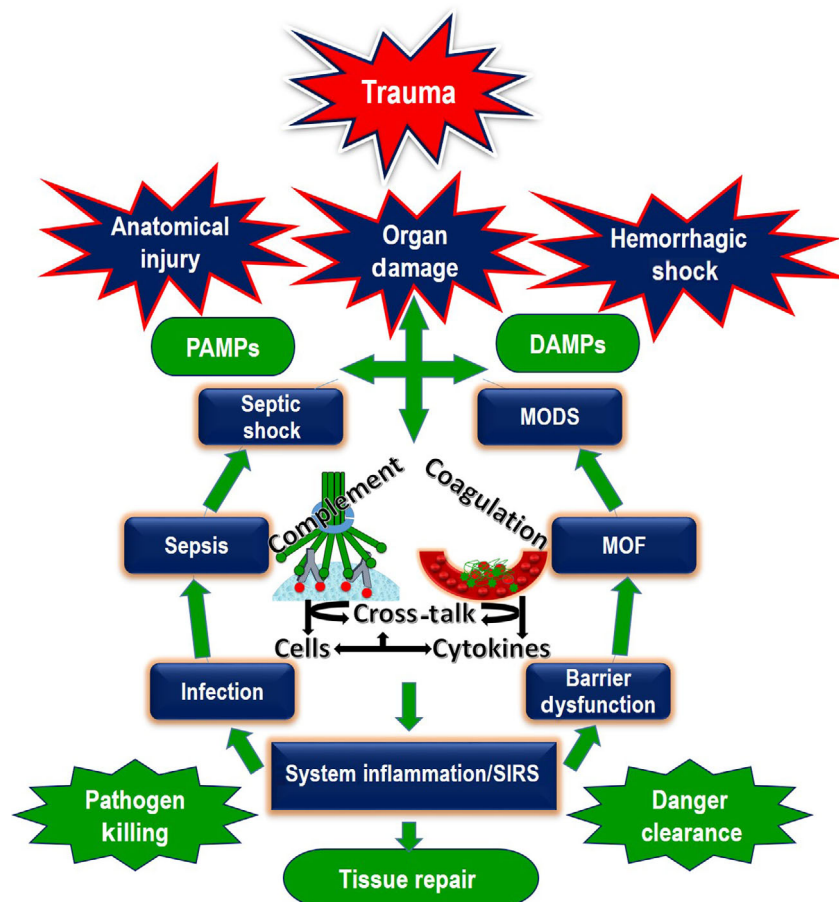 Trauma
Anatomical
injury
Organ
damage
Hemorrhagic
shock
PAMPs
DAMPs
Septic
shock
MODS
Complement
Coagulation
Sepsis
MOF
Cross-talk
Cells
Cytokines
Infection
Barrier
dysfunction
System inflammation/SIRS
Pathogen
killing
Danger
clearance
Tissue repair